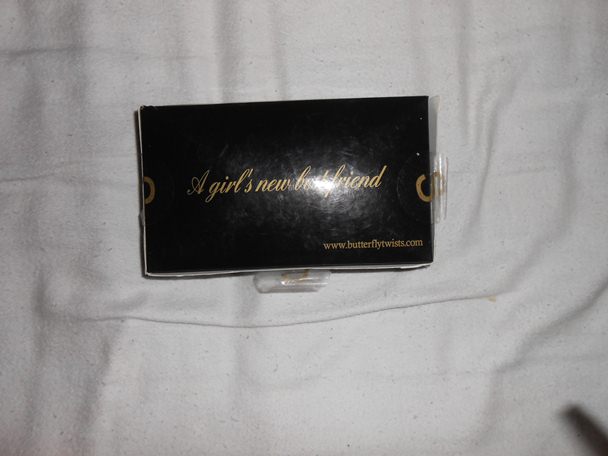 A girl's new best friend
www.butterflytwists.com